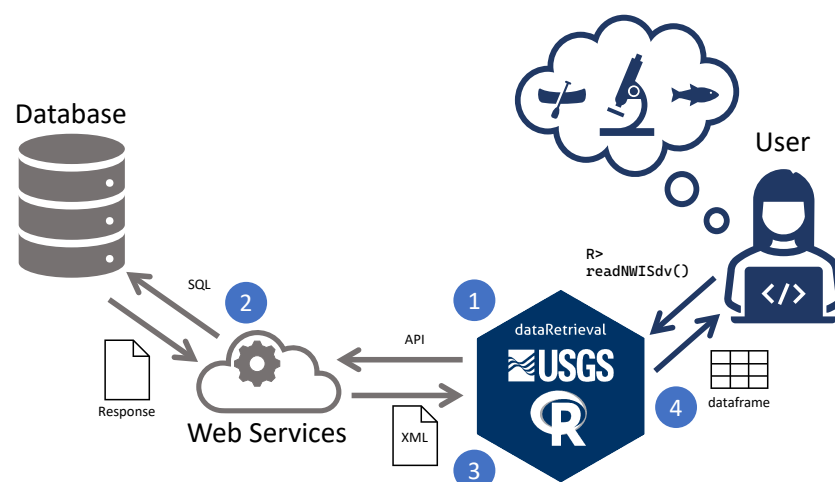 Database
User
R>
readNWISdv()
SQL
2
1
</>
dataRetrieval
API
USGS
R
Response
Web Services
XML
3
4
dataframe